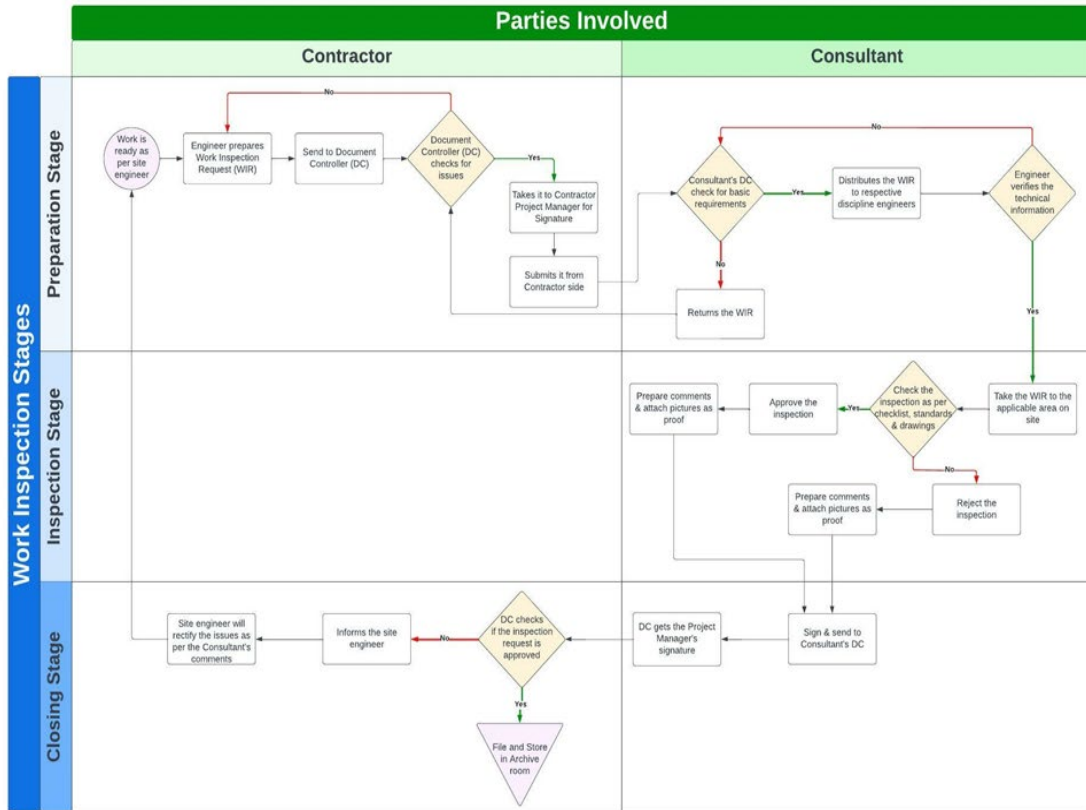 Parties Involved
Contractor
Consultant
Work Inspection Stages
Preparation Stage
No
Work is
ready as
per site
engineer
Engineer prepares
Work Inspection
Request (WIR)
Send to Document
Controller (DC)
Document
Controller (DC)
checks for
issues
Yes
Takes it to Contractor
Project Manager for
Signature
Submits it from
Contractor side
No
Consultant's DC
check for basic
requirements
Yes
Distributes the WIR
to respective
discipline engineers
Engineer
verifies the
technical
information
No
Returns the WIR
Yes
Inspection Stage
Prepare comments
& attach pictures as
proof
Approve the
inspection
Yes
Check the
inspection as per
checklist, standards
& drawings
Take the WIR to the
applicable area on
site
No
Prepare comments
& attach pictures as
proof
Reject the
inspection
Closing Stage
Site engineer will
rectify the issues as
per the Consultant's
comments
Informs the site
engineer
No
DC checks
if the inspection
request is
approved
DC gets the Project
Manager's
signature
Sign & send to
Consultant's DC
Yes
File and Store
in Archive
room